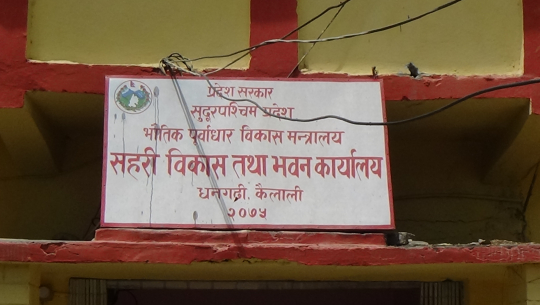 प्रदेश सरकार
सुदूरपश्चिम प्रदेश
भौतिक पूर्वाधार विकास मन्त्रालय
सहरी विकास तथा भवन कार्यालय
धनगढी, कैलाली
२०७५